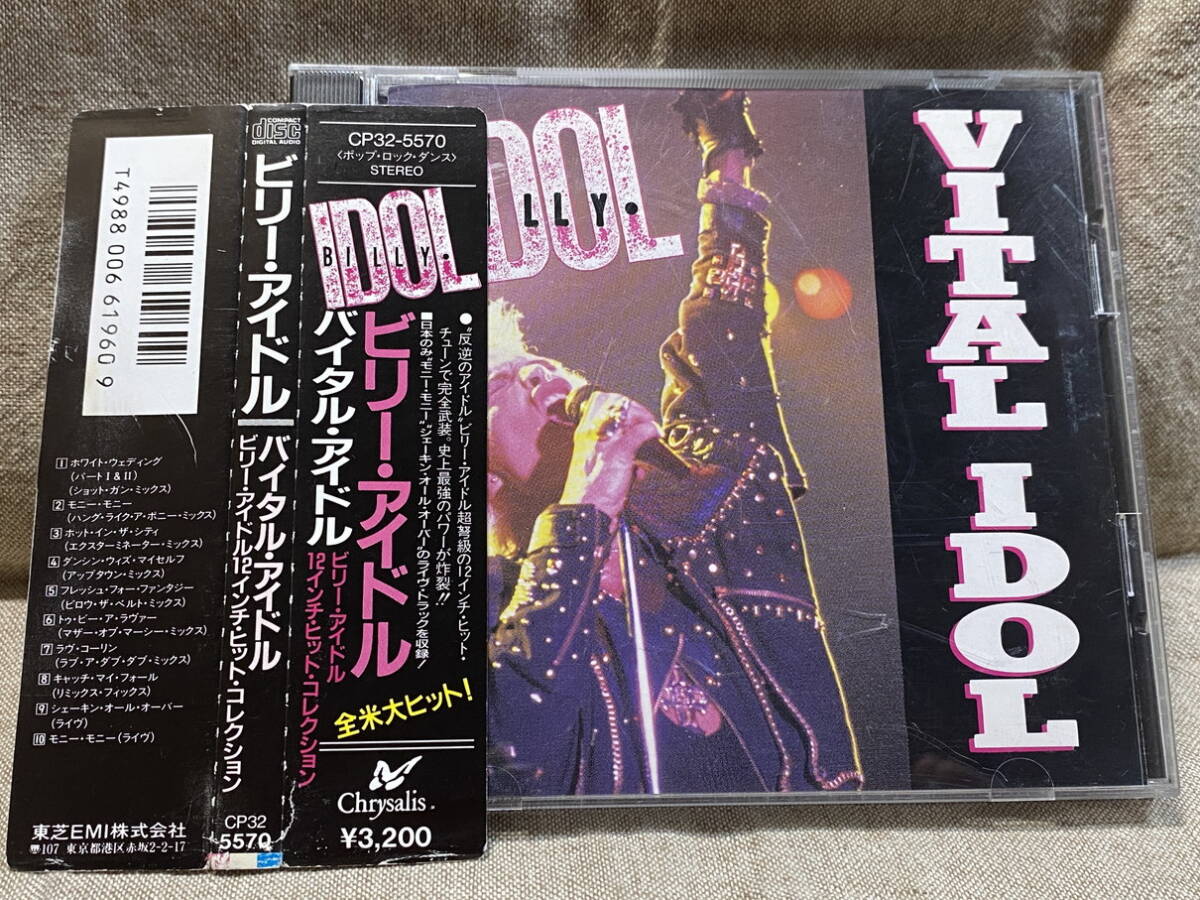 T4988 006 61960 9
1 ホワイト・ウェディング
(パート I & II)
(ショット・ガン・ミックス)
2 モニー・モニー
(ハング・ライク・ア・ポニー・ミックス)
3 ホット・イン・ザ・シティ
(エクスターミネーター・ミックス)
4 ダンシン・ウィズ・マイセルフ
(アップタウン・ミックス)
5 フレッシュ・フォー・ファンタジー
(ビロウ・ザ・ベルト・ミックス)
6 トゥ・ビー・ア・ラヴァー
(マザー・オブ・マーシー・ミックス)
7 ラヴ・コーリン
(ラブ・ア・ダブ・ダブ・ミックス)
8 キャッチ・マイ・フォール
(リミックス・フィックス)
9 シェーキン・オール・オーバー
(ライヴ)
10 モニー・モニー(ライヴ)
東芝EMI株式会社
〠107 東京都港区赤坂2-2-17
COMPACT
disc
DIGITAL AUDIO
ビリー・アイドル
バイタル・アイドル
ビリー・アイドル12インチ・ヒット・コレクション
CP32
5570
CP32-5570
〈ポップ・ロック・ダンス〉
STEREO
IDOL
BILLY.
●“反逆のアイドル”ビリー・アイドル超弩級の12インチ・ヒット・
チューンで完全武装。史上最強のパワーが炸裂!!
■日本のみ“モニー・モニー”“シェーキン・オール・オーバー”のライヴ・トラックを収録!
ビリー・アイドル
バイタル・アイドル
ビリー・アイドル
12インチ・ヒット・コレクション
全米大ヒット!
Chrysalis
¥3,200
IDOL
ILLY.
VITAL IDOL